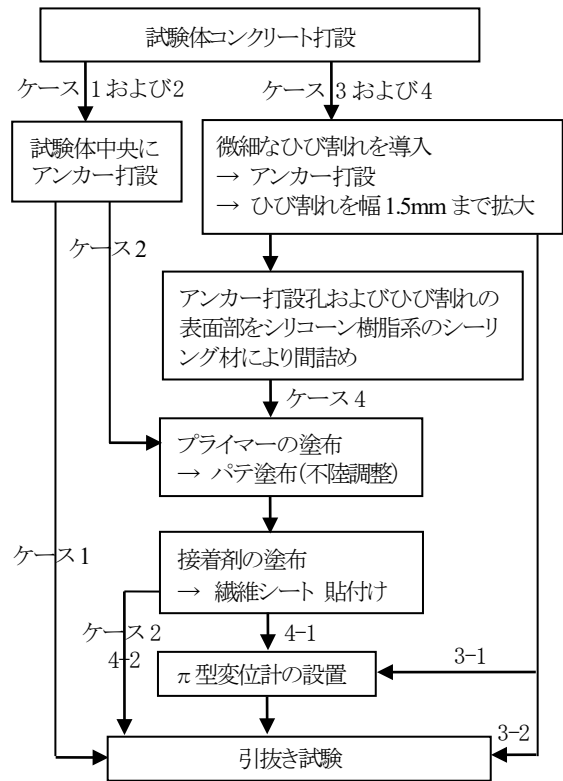 試験体コンクリート打設
ケース 1 および 2
ケース 3 および 4
試験体中央に
アンカー打設
微細なひび割れを導入
→ アンカー打設
→ ひび割れを幅 1.5mm まで拡大
ケース 2
アンカー打設孔およびひび割れの
表面部をシリコーン樹脂系のシーリ
ング材により間詰め
ケース 4
プライマーの塗布
→ パテ塗布(不陸調整)
ケース 1
接着剤の塗布
→ 繊維シート 貼付け
ケース 2
4-2
4-1
3-1
π型変位計の設置
3-2
引抜き試験